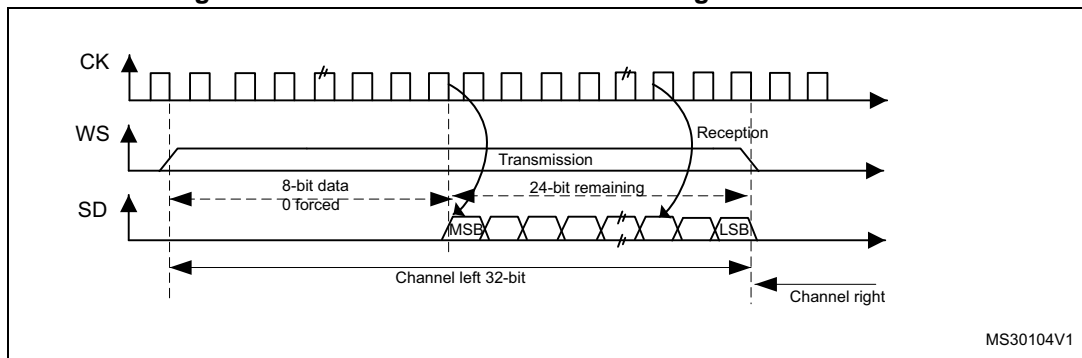 CK
WS
Reception
Transmission
8-bit data
0 forced
24-bit remaining
SD
MSB
LSB
Channel left 32-bit
Channel right
MS30104V1